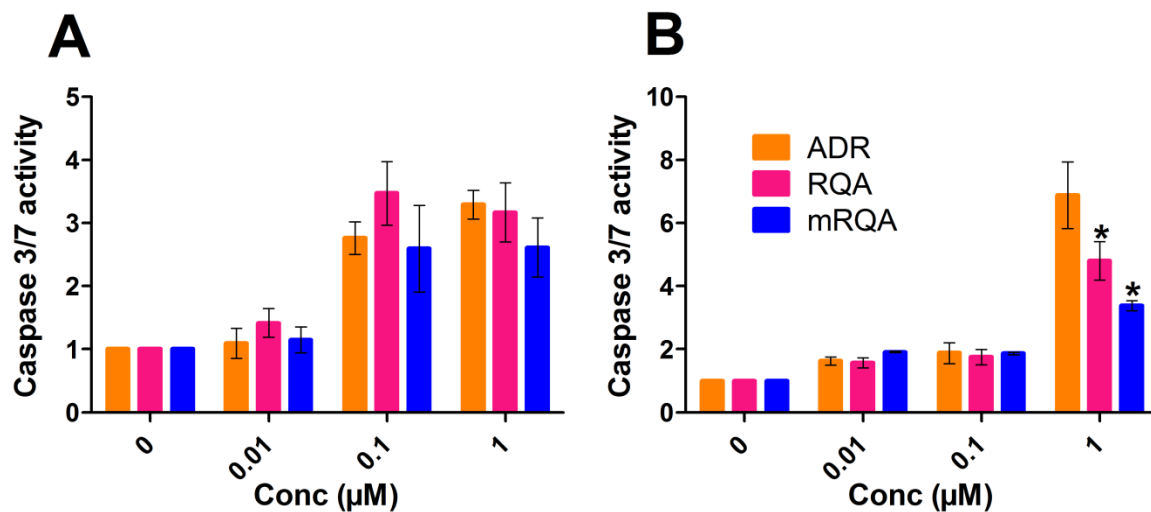 A
Caspase 3/7 activity
5
4
3
2
1
0
0
0.01
0.1
1
Conc (µM)
B
Caspase 3/7 activity
10
8
6
4
2
0
ADR
RQA
mRQA
*
*
0
0.01
0.1
1
Conc (µM)